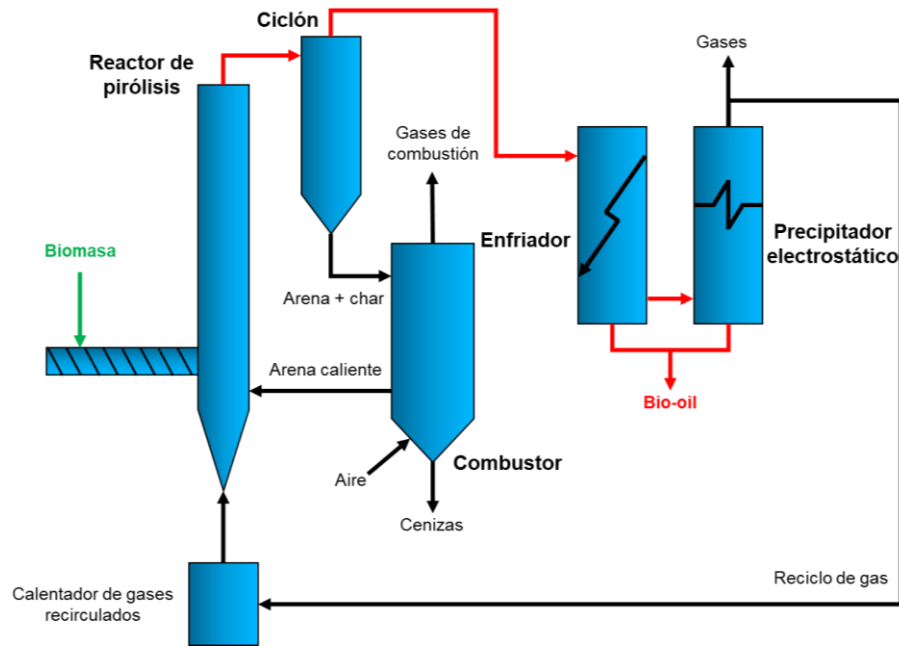 Ciclón
Gases
Reactor de
pirólisis
Gases de
combustión
Enfriador
Precipitador
electrostático
Biomasa
Arena + char
Arena caliente
Bio-oil
Combustor
Aire
Cenizas
Calentador de gases
recirculados
Reciclo de gas